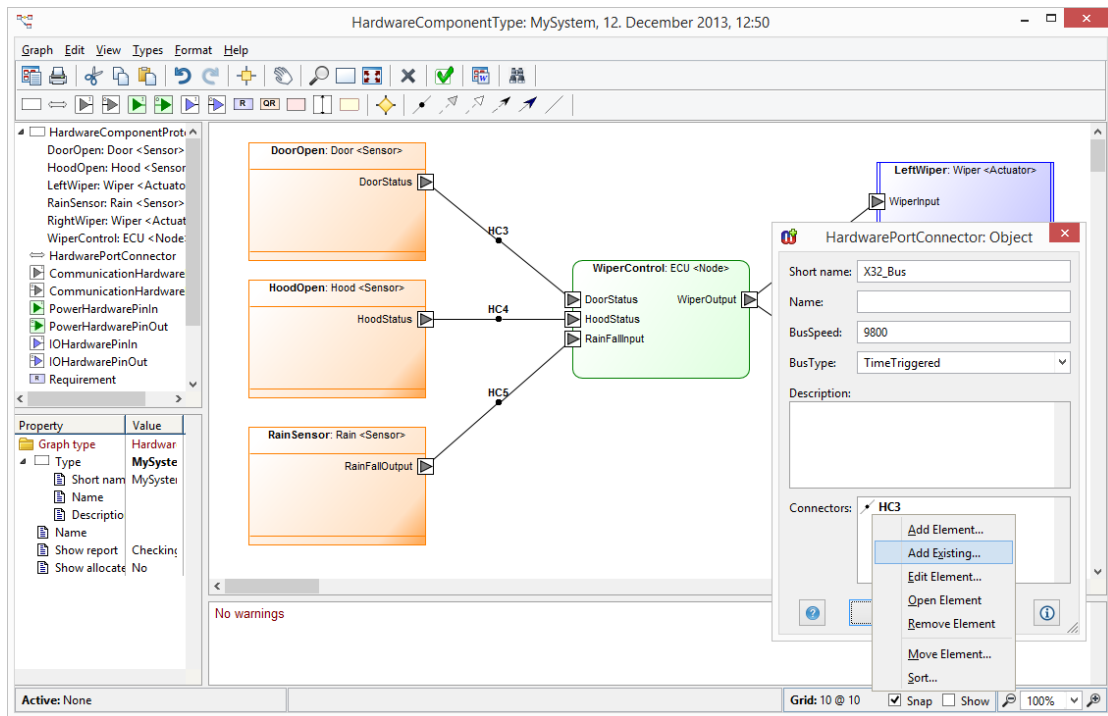 HardwareComponentType: MySystem, 12. December 2013, 12:50
Graph Edit View Types Format Help
R QR
HardwareComponentProt
DoorOpen: Door <Sensor>
HoodOpen: Hood <Sensor
LeftWiper: Wiper <Actuato
RainSensor: Rain <Sensor>
RightWiper: Wiper <Actuat
WiperControl: ECU <Node>
HardwarePortConnector
CommunicationHardware
CommunicationHardware
PowerHardwarePinIn
PowerHardwarePinOut
IOHardwarePinIn
IOHardwarePinOut
R Requirement
Property Value
Graph type Hardwar
Type MySyste
Short nam MySyster
Name
Descriptio
Name
Show report Checking
Show allocate No
DoorOpen: Door <Sensor>
DoorStatus
HC3
HoodOpen: Hood <Sensor>
HoodStatus
HC4
RainSensor: Rain <Sensor>
RainFallOutput
HC5
WiperControl: ECU <Node>
DoorStatus
HoodStatus
RainFallInput
WiperOutput
LeftWiper: Wiper <Actuator>
WiperInput
HardwarePortConnector: Object
Short name: X32_Bus
Name:
BusSpeed: 9800
BusType: TimeTriggered
Description:
Connectors: HC3
Add Element...
Add Existing...
Edit Element...
Open Element
Remove Element
Move Element...
Sort...
No warnings
Active: None
Grid: 10 @ 10 Snap Show 100%